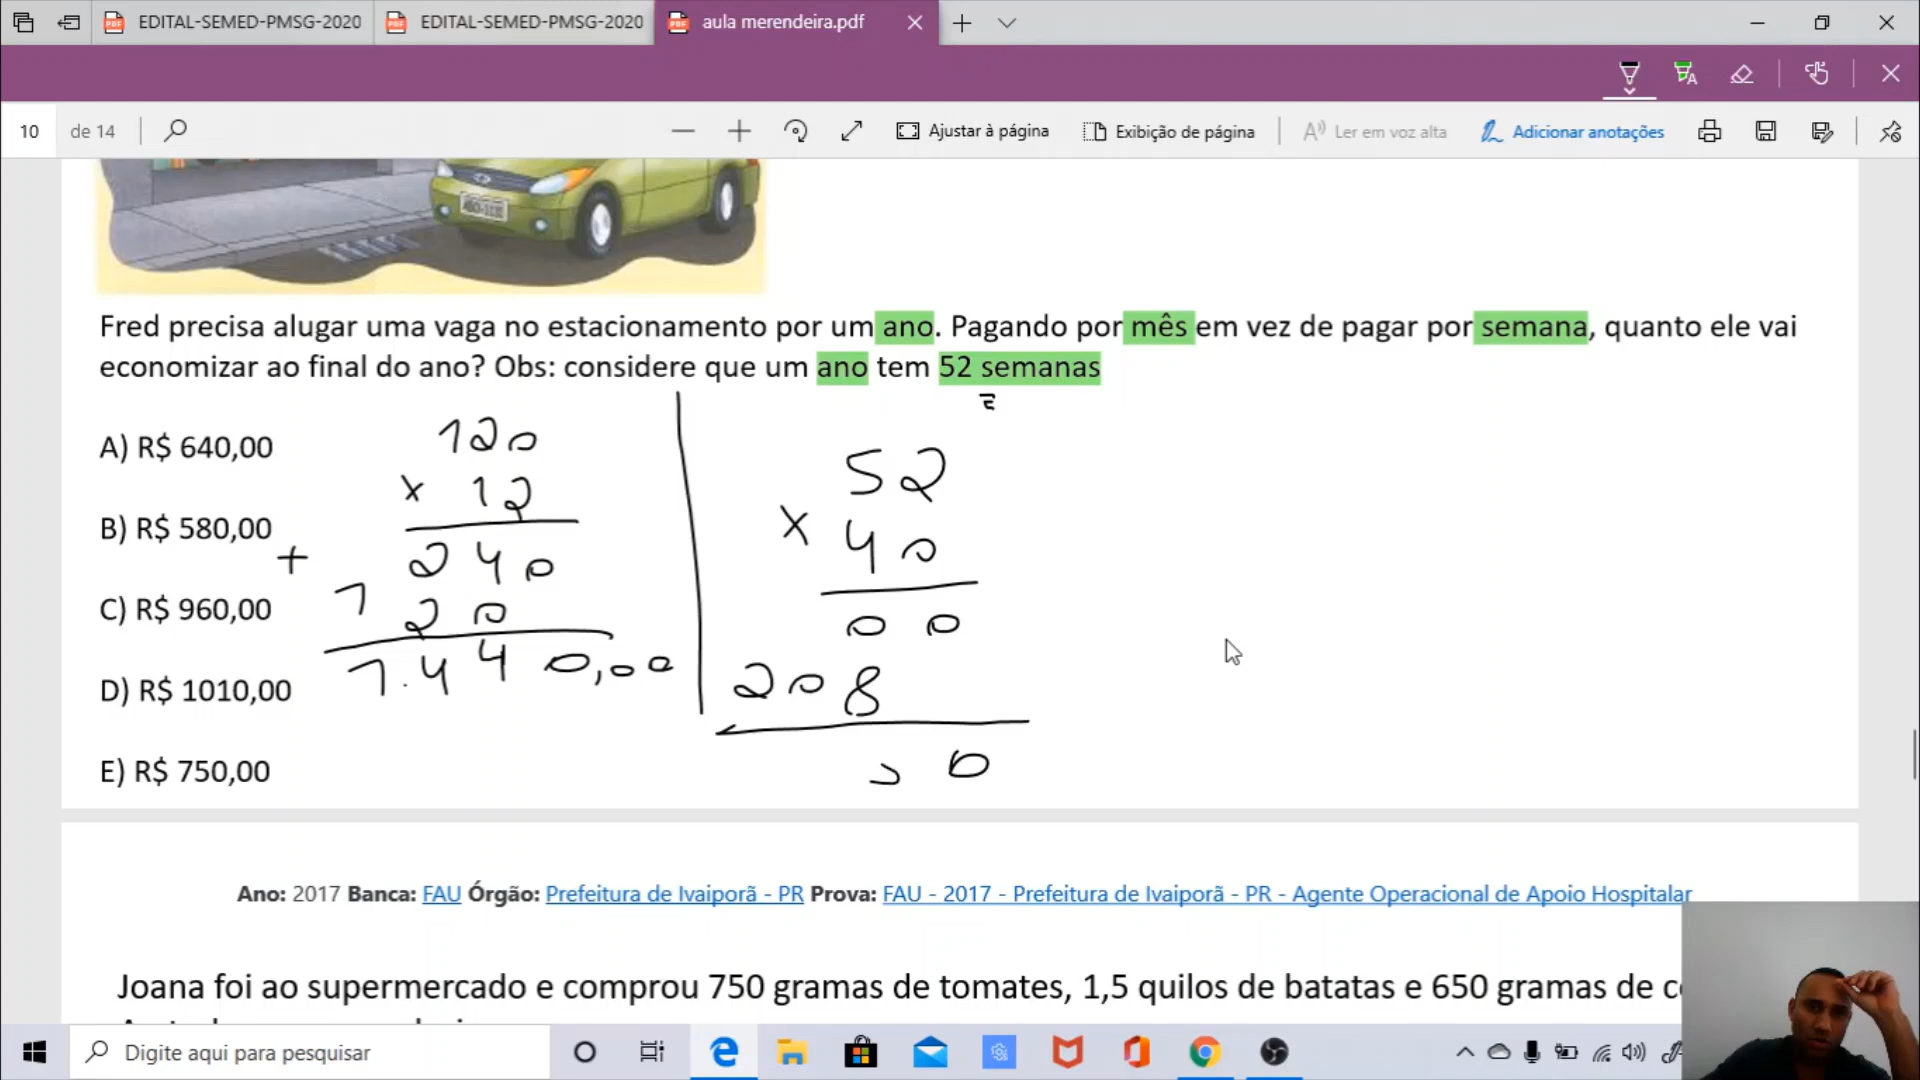 EDITAL-SEMED-PMSG-2020
EDITAL-SEMED-PMSG-2020
aula merendeira.pdf
10 de 14
Ajustar à página
Exibição de página
Ler em voz alta
Adicionar anotações
Fred precisa alugar uma vaga no estacionamento por um ano. Pagando por mês em vez de pagar por semana, quanto ele vai
economizar ao final do ano? Obs: considere que um ano tem 52 semanas
A) R$ 640,00
B) R$ 580,00
C) R$ 960,00
D) R$ 1010,00
E) R$ 750,00
120
x 12
240
+ 1 20
1.440,00
52
x 40
00
208
0
Ano: 2017 Banca: FAU Órgão: Prefeitura de Ivaiporã - PR Prova: FAU - 2017 - Prefeitura de Ivaiporã - PR - Agente Operacional de Apoio Hospitalar
Joana foi ao supermercado e comprou 750 gramas de tomates, 1,5 quilos de batatas e 650 gramas de
Digite aqui para pesquisar